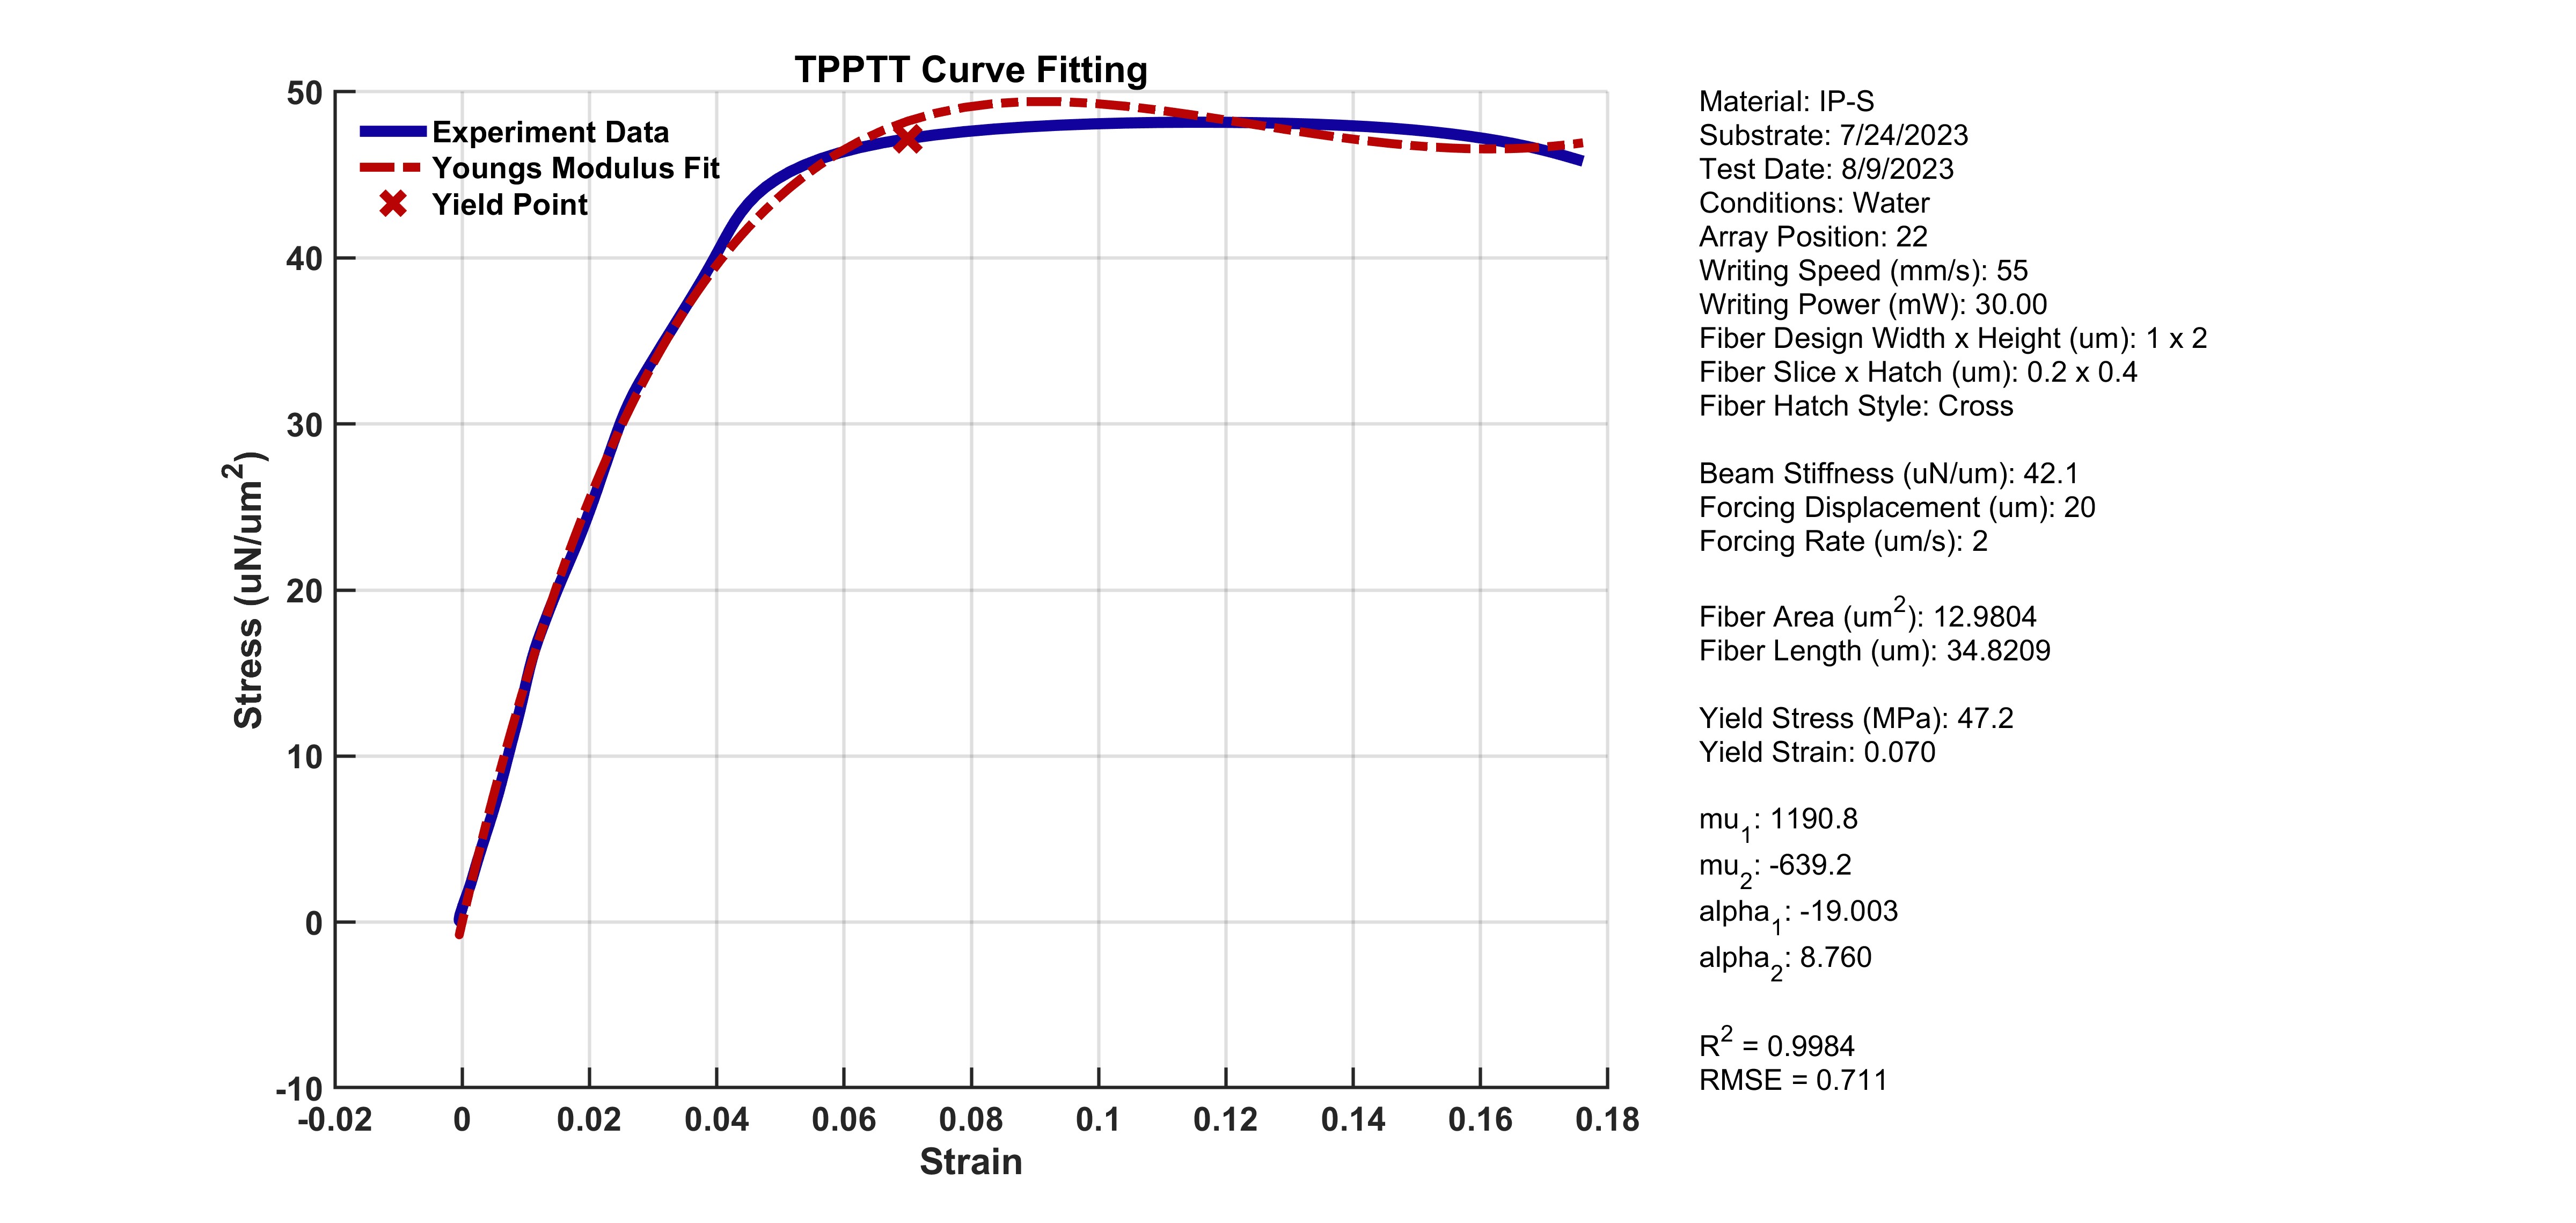 TPPTT Curve Fitting
50
40
30
20
10
0
-10
Stress (uN/um²)
Experiment Data
Youngs Modulus Fit
Yield Point
-0.02 0 0.02 0.04 0.06 0.08 0.1 0.12 0.14 0.16 0.18
Strain
Material: IP-S
Substrate: 7/24/2023
Test Date: 8/9/2023
Conditions: Water
Array Position: 22
Writing Speed (mm/s): 55
Writing Power (mW): 30.00
Fiber Design Width x Height (um): 1 x 2
Fiber Slice x Hatch (um): 0.2 x 0.4
Fiber Hatch Style: Cross
Beam Stiffness (uN/um): 42.1
Forcing Displacement (um): 20
Forcing Rate (um/s): 2
Fiber Area (um²): 12.9804
Fiber Length (um): 34.8209
Yield Stress (MPa): 47.2
Yield Strain: 0.070
mu₁: 1190.8
mu₂: -639.2
alpha₁: -19.003
alpha₂: 8.760
R² = 0.9984
RMSE = 0.711